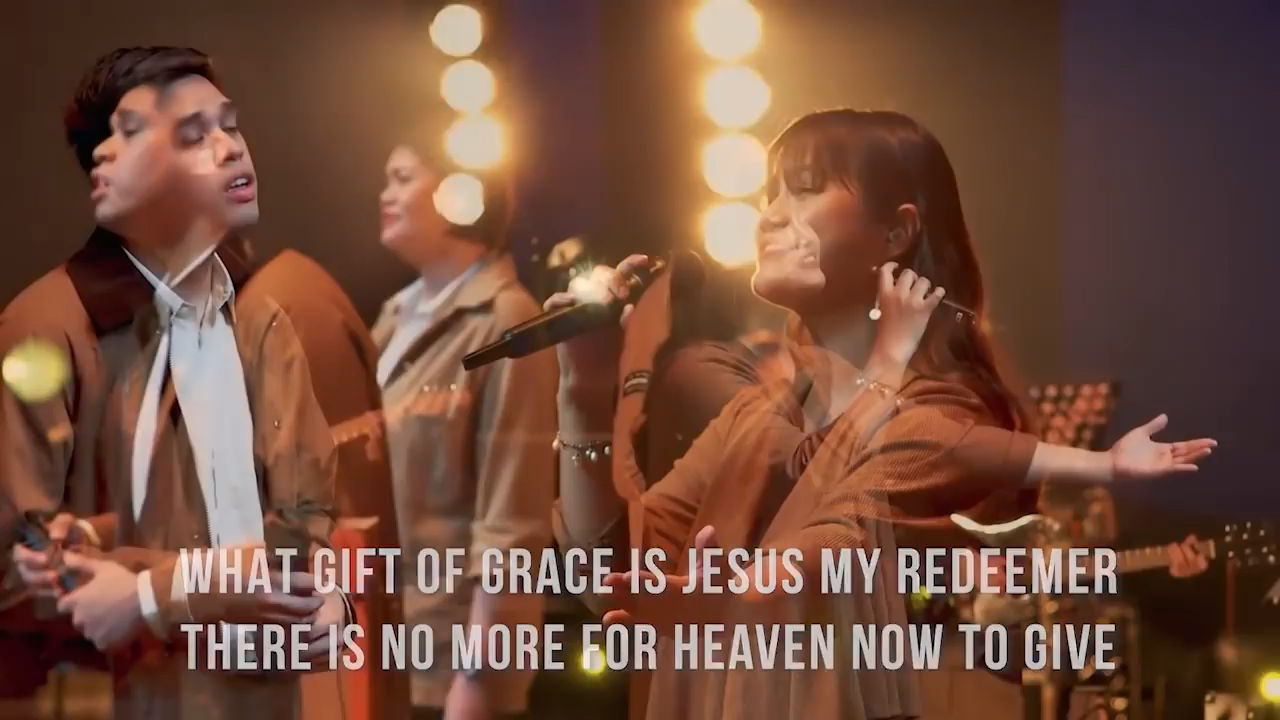 WHAT GIFT OF GRACE IS JESUS MY REDEEMER
THERE IS NO MORE FOR HEAVEN NOW TO GIVE